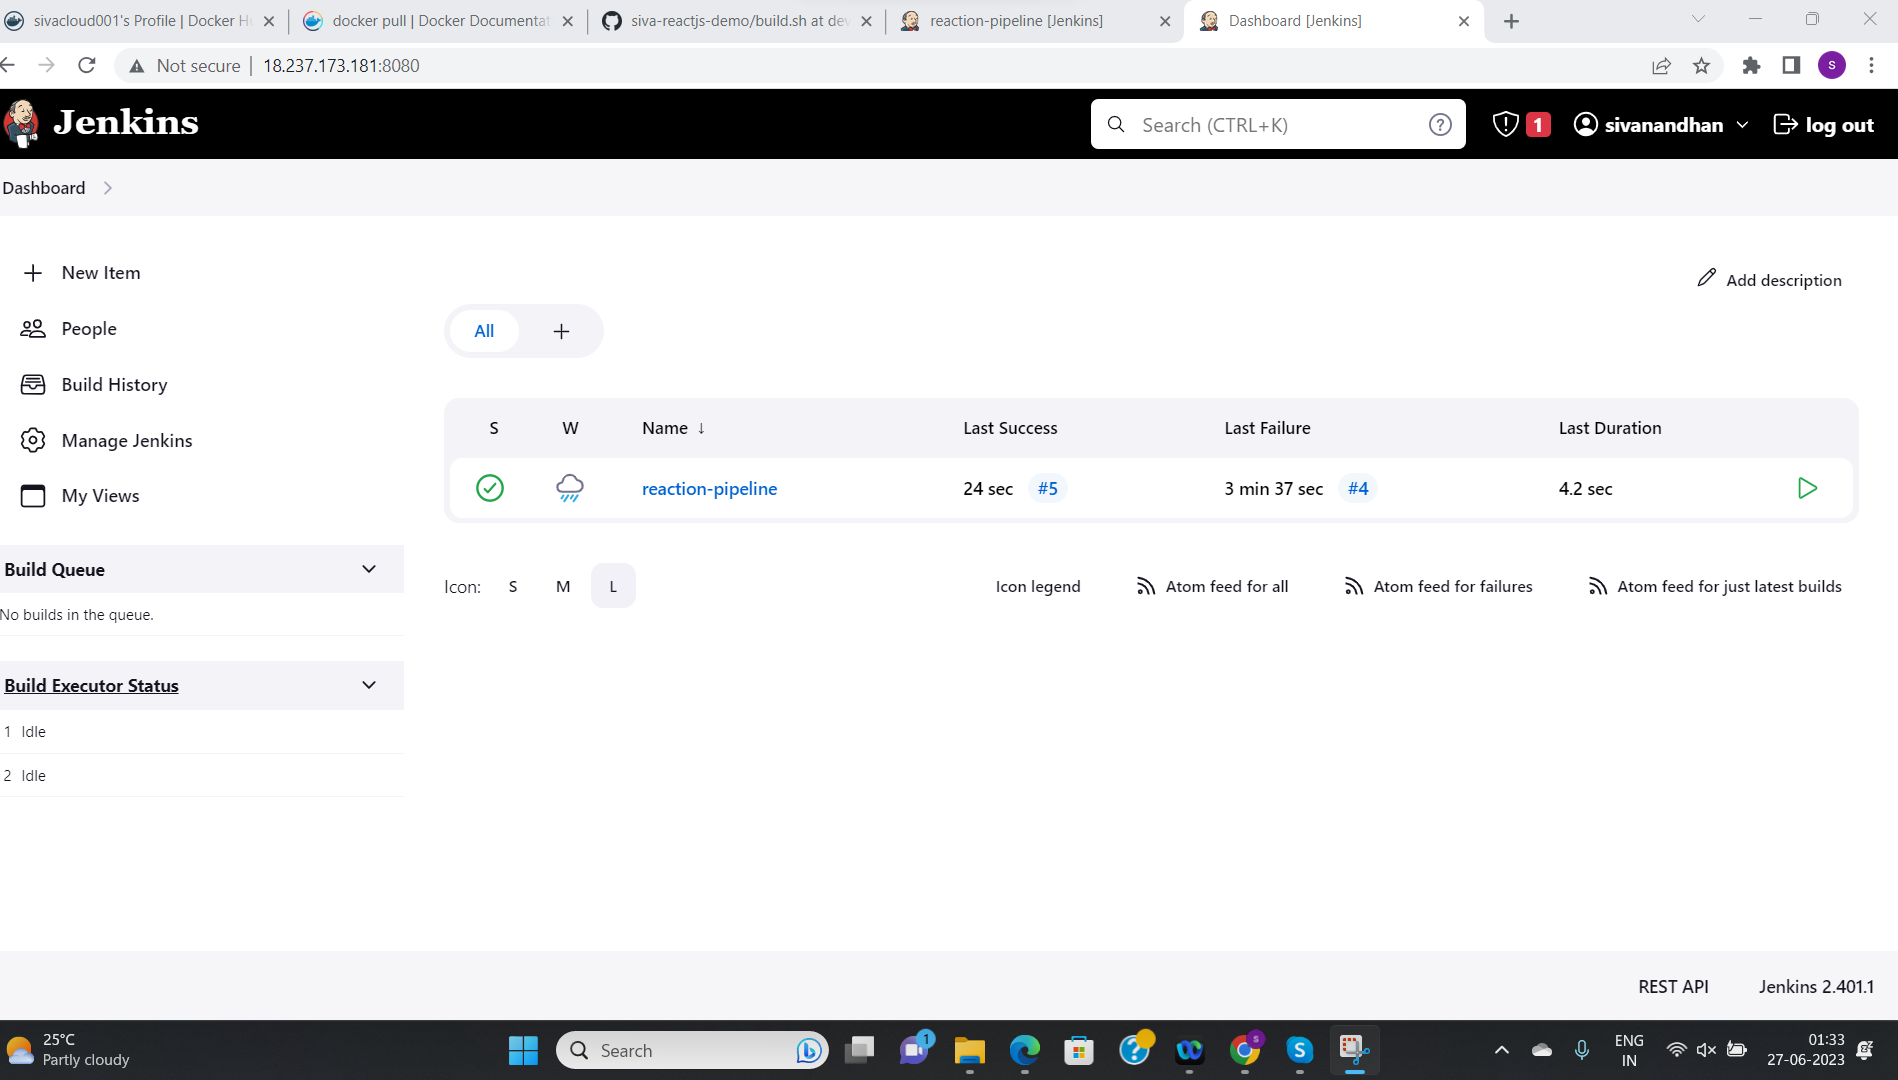 sivacloud001's Profile | Docker H
docker pull | Docker Documentat
siva-reactjs-demo/build.sh at dev
reaction-pipeline [Jenkins]
Dashboard [Jenkins]
Not secure
18.237.173.181:8080
S
Jenkins
Search (CTRL+K)
?
1
sivanandhan
log out
Dashboard
New Item
People
Build History
Manage Jenkins
My Views
Add description
All
S W Name ↓ Last Success Last Failure Last Duration
reaction-pipeline 24 sec #5 3 min 37 sec #4 4.2 sec
Icon: S M L
Icon legend
Atom feed for all
Atom feed for failures
Atom feed for just latest builds
Build Queue
No builds in the queue.
Build Executor Status
1 Idle
2 Idle
REST API
Jenkins 2.401.1
25°C
Partly cloudy
Search
1
ENG
IN
01:33
27-06-2023